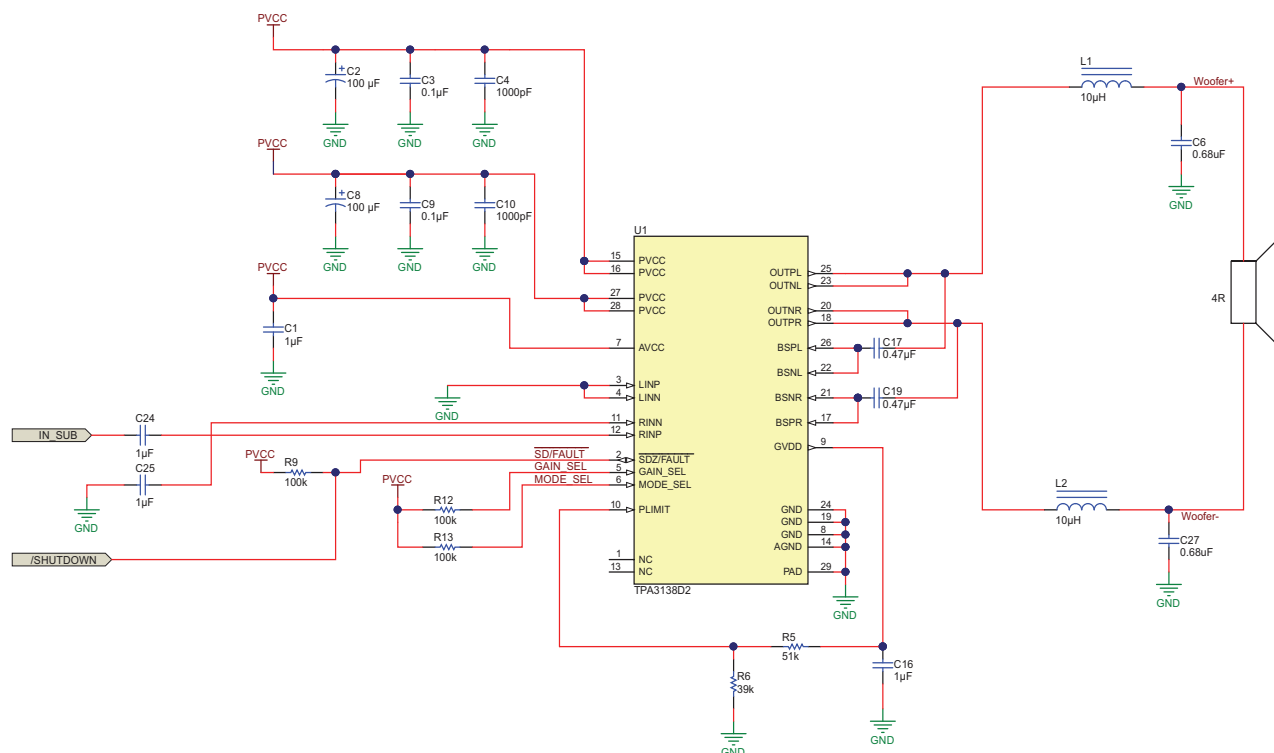 PVCC
C2
100 µF
C3
0.1µF
C4
1000pF
GND
GND
GND
PVCC
C8
100 µF
C9
0.1µF
C10
1000pF
GND
GND
GND
PVCC
C1
1µF
GND
GND
IN_SUB
C24
1µF
C25
1µF
GND
PVCC
R9
100k
/SHUTDOWN
SD/FAULT
GAIN_SEL
MODE_SEL
PVCC
R12
100k
R13
100k
U1
15 PVCC
16 PVCC
27 PVCC
28 PVCC
7 AVCC
3 LINP
4 LINN
11 RINN
12 RINP
2 SDZ/FAULT
5 GAIN_SEL
6 MODE_SEL
10 PLIMIT
1 NC
13 NC
OUTPL 25
OUTNL 23
OUTNR 20
OUTPR 18
BSPL 26
BSNL 22
BSNR 21
BSPR 17
GVDD 9
GND 24
GND 19
GND 8
AGND 14
PAD 29
TPA3138D2
GND
C17
0.47µF
C19
0.47µF
R5
51k
R6
39k
GND
C16
1µF
GND
L1
10µH
Woofer+
C6
0.68uF
GND
4R
L2
10µH
Woofer-
C27
0.68uF
GND